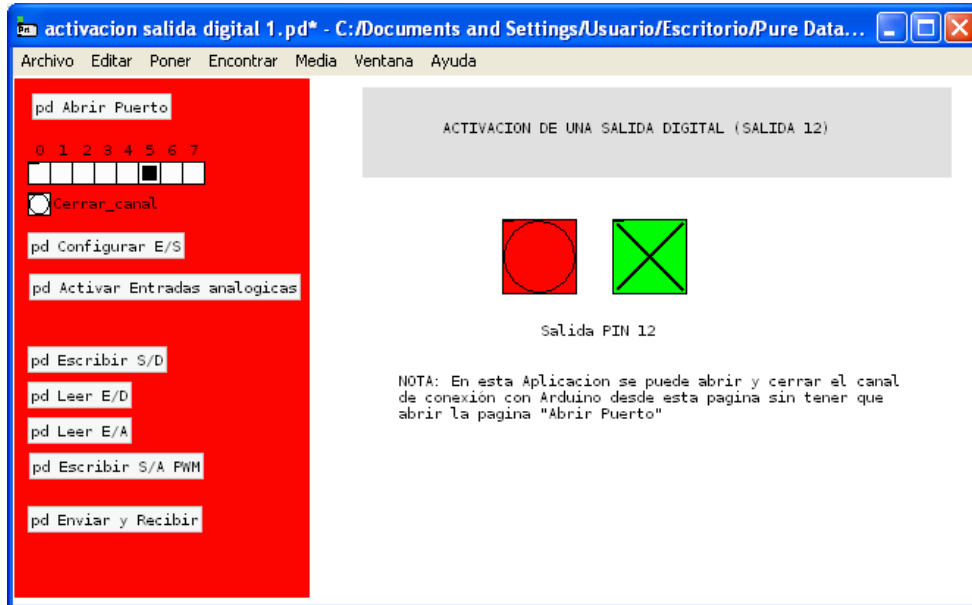 activacion salida digital 1.pd* - C:/Documents and Settings/Usuario/Escritorio/Pure Data...
Archivo Editar Poner Encontrar Media Ventana Ayuda
pd Abrir Puerto
0 1 2 3 4 5 6 7
Cerrar_canal
pd Configurar E/S
pd Activar Entradas analogicas
pd Escribir S/D
pd Leer E/D
pd Leer E/A
pd Escribir S/A PWM
pd Enviar y Recibir
ACTIVACION DE UNA SALIDA DIGITAL (SALIDA 12)
Salida PIN 12
NOTA: En esta Aplicacion se puede abrir y cerrar el canal
de conexión con Arduino desde esta pagina sin tener que
abrir la pagina "Abrir Puerto"